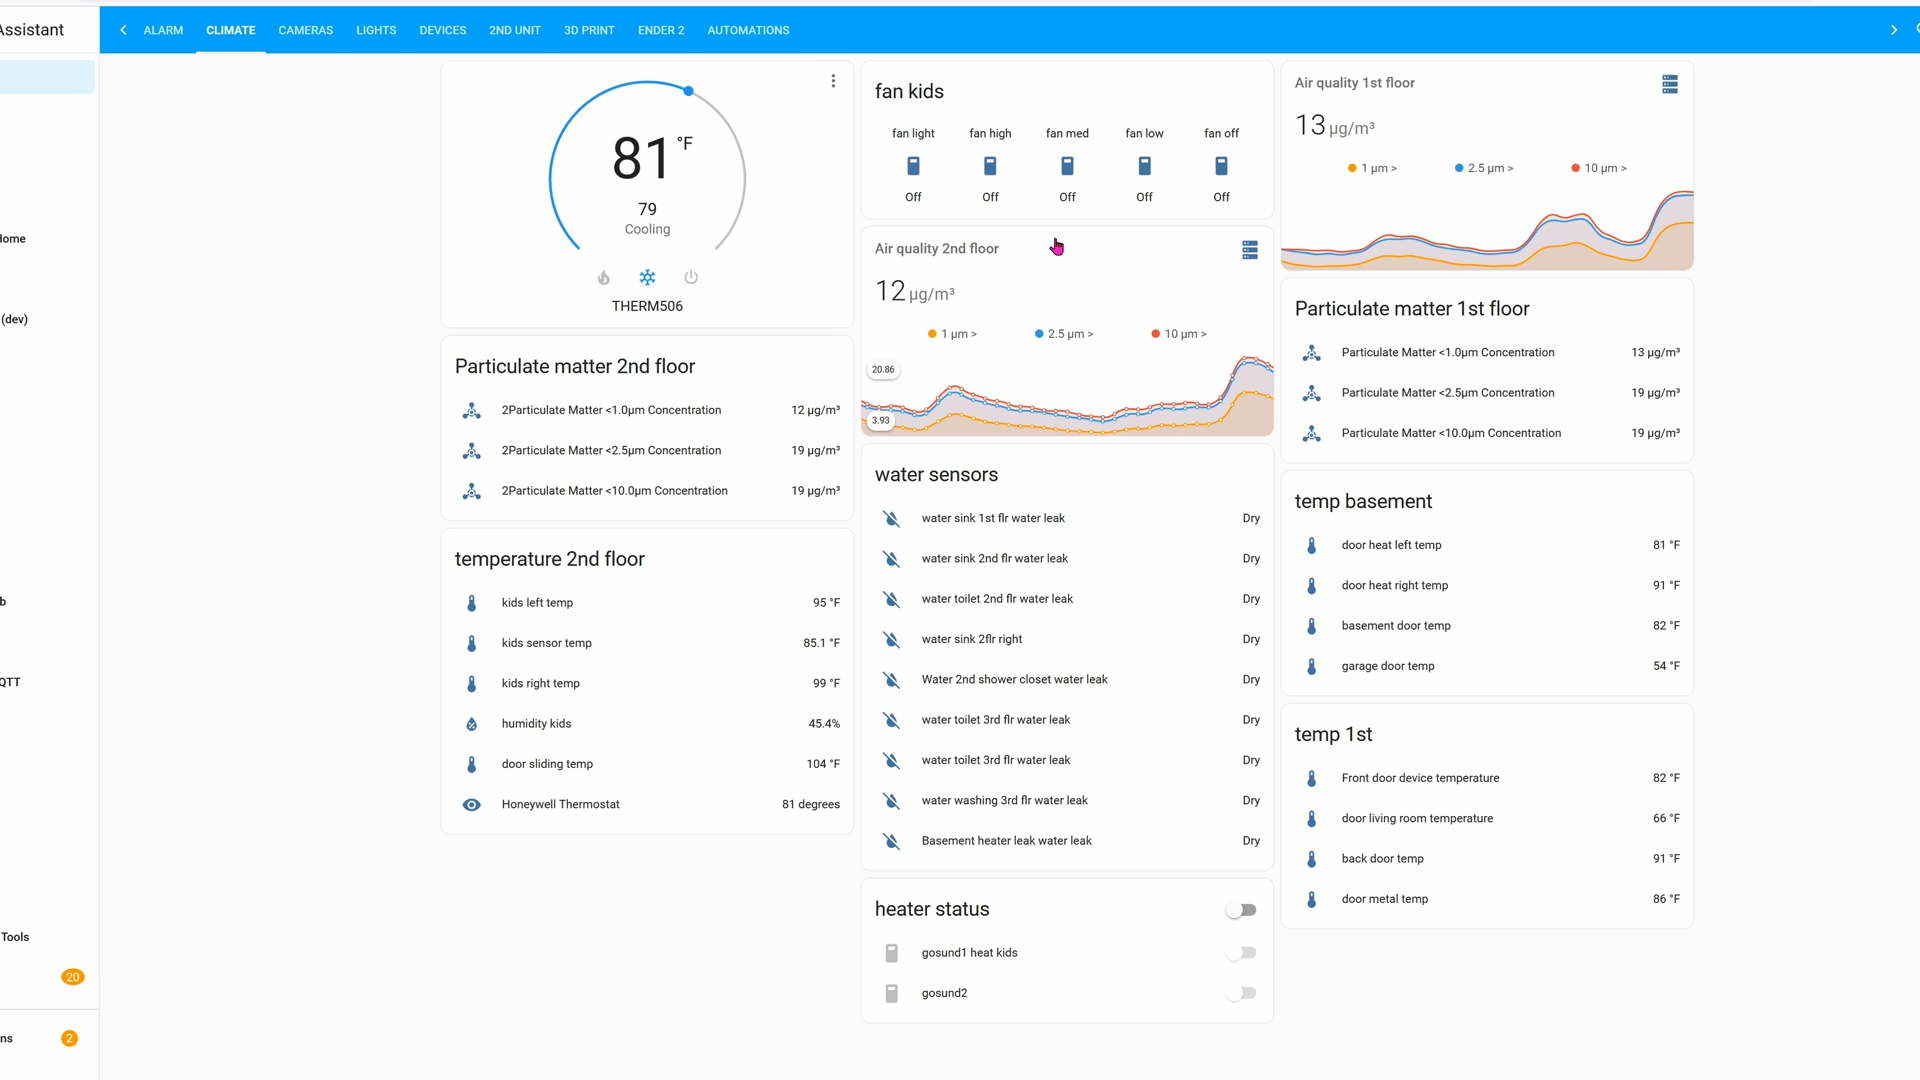 Assistant
ALARM CLIMATE CAMERAS LIGHTS DEVICES 2ND UNIT 3D PRINT ENDER 2 AUTOMATIONS
Home
(dev)
b
QTT
Tools
20
ns 2
81 °F
79
Cooling
THERM506
Particulate matter 2nd floor
2Particulate Matter <1.0µm Concentration 12 µg/m³
2Particulate Matter <2.5µm Concentration 19 µg/m³
2Particulate Matter <10.0µm Concentration 19 µg/m³
temperature 2nd floor
kids left temp 95 °F
kids sensor temp 85.1 °F
kids right temp 99 °F
humidity kids 45.4%
door sliding temp 104 °F
Honeywell Thermostat 81 degrees
fan kids
fan light fan high fan med fan low fan off
Off Off Off Off Off
Air quality 2nd floor
12 µg/m³
1 µm > 2.5 µm > 10 µm >
20.86
3.93
water sensors
water sink 1st flr water leak Dry
water sink 2nd flr water leak Dry
water toilet 2nd flr water leak Dry
water sink 2flr right Dry
Water 2nd shower closet water leak Dry
water toilet 3rd flr water leak Dry
water toilet 3rd flr water leak Dry
water washing 3rd flr water leak Dry
Basement heater leak water leak Dry
heater status
gosund1 heat kids
gosund2
Air quality 1st floor
13 µg/m³
1 µm > 2.5 µm > 10 µm >
Particulate matter 1st floor
Particulate Matter <1.0µm Concentration 13 µg/m³
Particulate Matter <2.5µm Concentration 19 µg/m³
Particulate Matter <10.0µm Concentration 19 µg/m³
temp basement
door heat left temp 81 °F
door heat right temp 91 °F
basement door temp 82 °F
garage door temp 54 °F
temp 1st
Front door device temperature 82 °F
door living room temperature 66 °F
back door temp 91 °F
door metal temp 86 °F